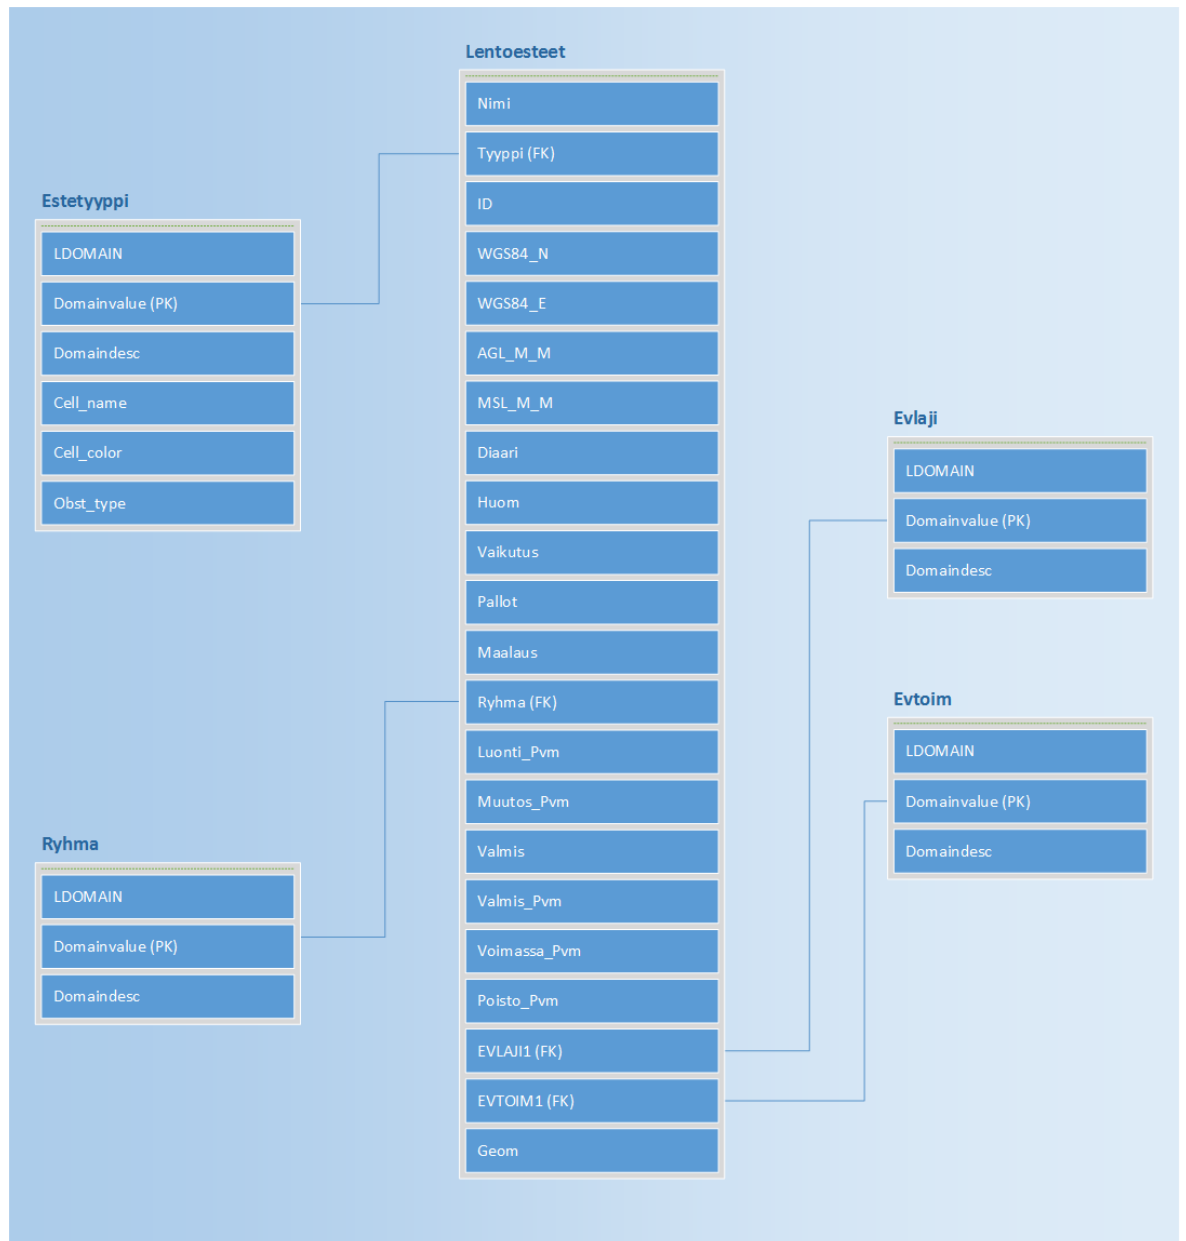 Lentoesteet
Nimi
Tyyppi (FK)
ID
WGS84_N
WGS84_E
AGL_M_M
MSL_M_M
Diaari
Huom
Vaikutus
Pallot
Maalaus
Ryhma (FK)
Luonti_Pvm
Muutos_Pvm
Valmis
Valmis_Pvm
Voimassa_Pvm
Poisto_Pvm
EVLAJI1 (FK)
EVTOIM1 (FK)
Geom
Estetyyppi
LDOMAIN
Domainvalue (PK)
Domaindesc
Cell_name
Cell_color
Obst_type
Ryhma
LDOMAIN
Domainvalue (PK)
Domaindesc
Evlaji
LDOMAIN
Domainvalue (PK)
Domaindesc
Evtoim
LDOMAIN
Domainvalue (PK)
Domaindesc